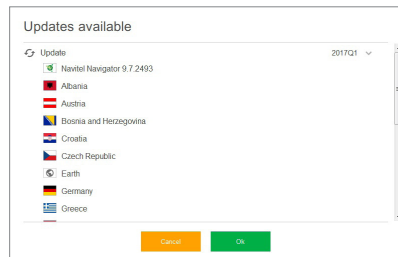 Updates available
Update 2017Q1
Navitel Navigator 9.7.2493
Albania
Austria
Bosnia and Herzegovina
Croatia
Czech Republic
Earth
Germany
Greece
Cancel Ok